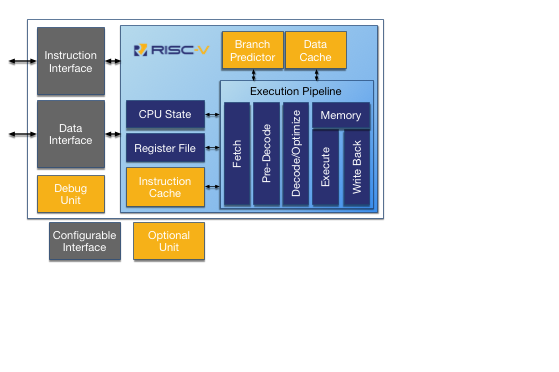 Instruction
Interface
Data
Interface
Debug
Unit
RISC-V
Branch
Predictor
Data
Cache
CPU State
Register File
Instruction
Cache
Execution Pipeline
Fetch
Pre-Decode
Decode/Optimize
Memory
Execute
Write Back
Configurable
Interface
Optional
Unit